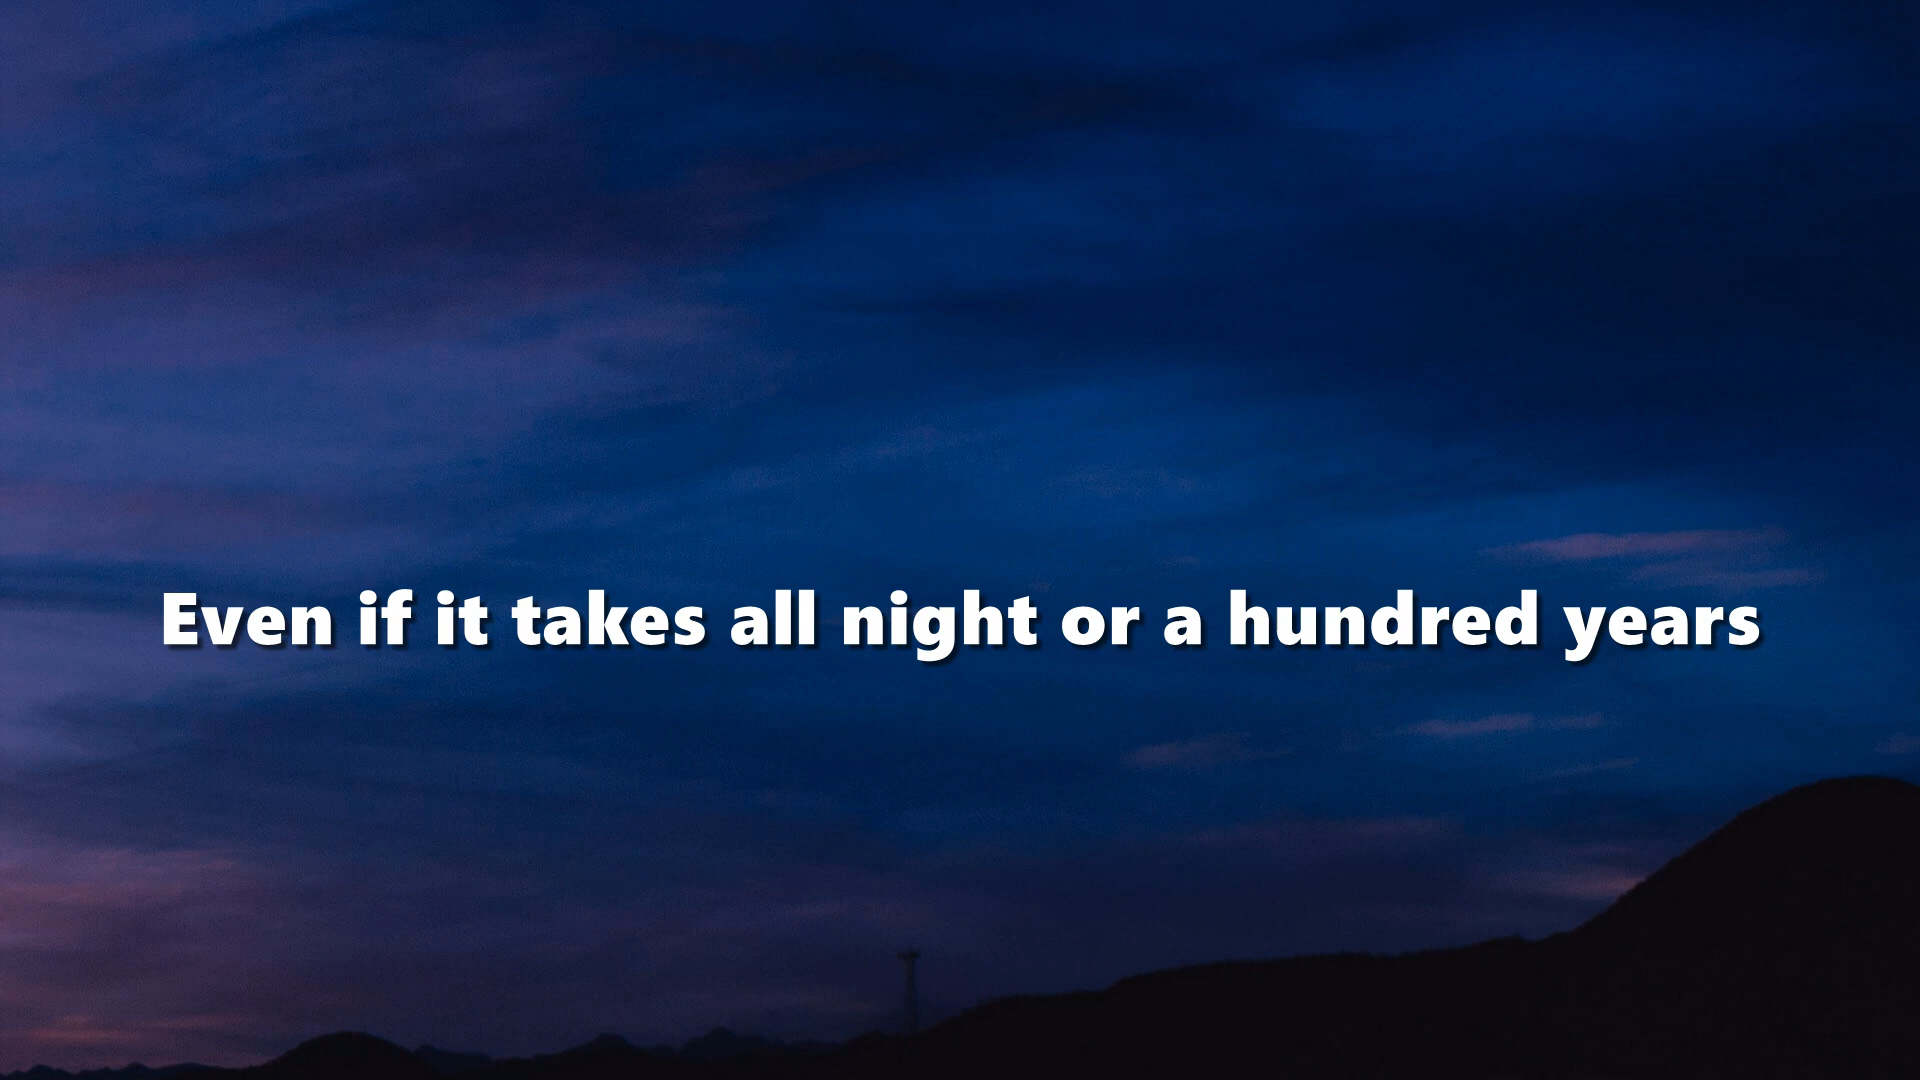 Even if it takes all night or a hundred years